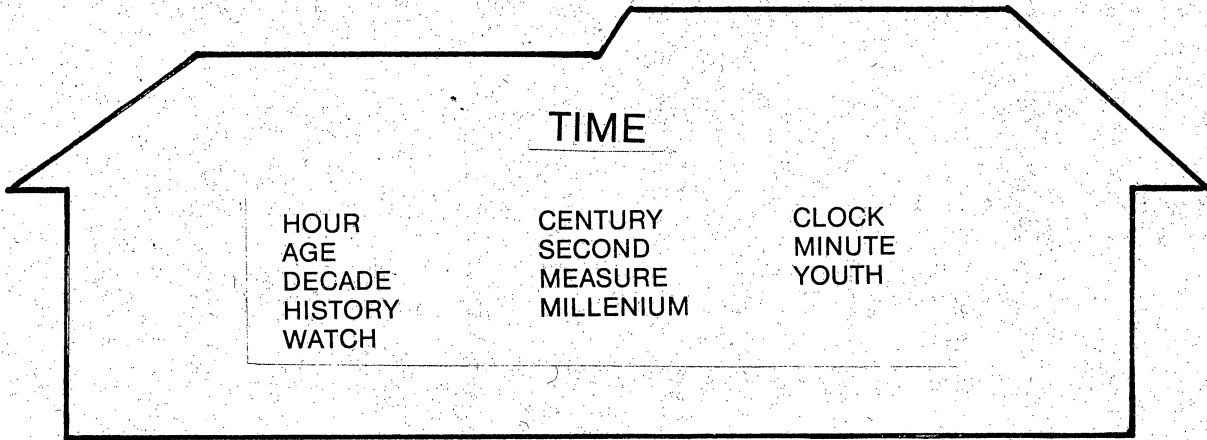 TIME
HOUR
AGE
DECADE
HISTORY
WATCH
CENTURY
SECOND
MEASURE
MILLENIUM
CLOCK
MINUTE
YOUTH